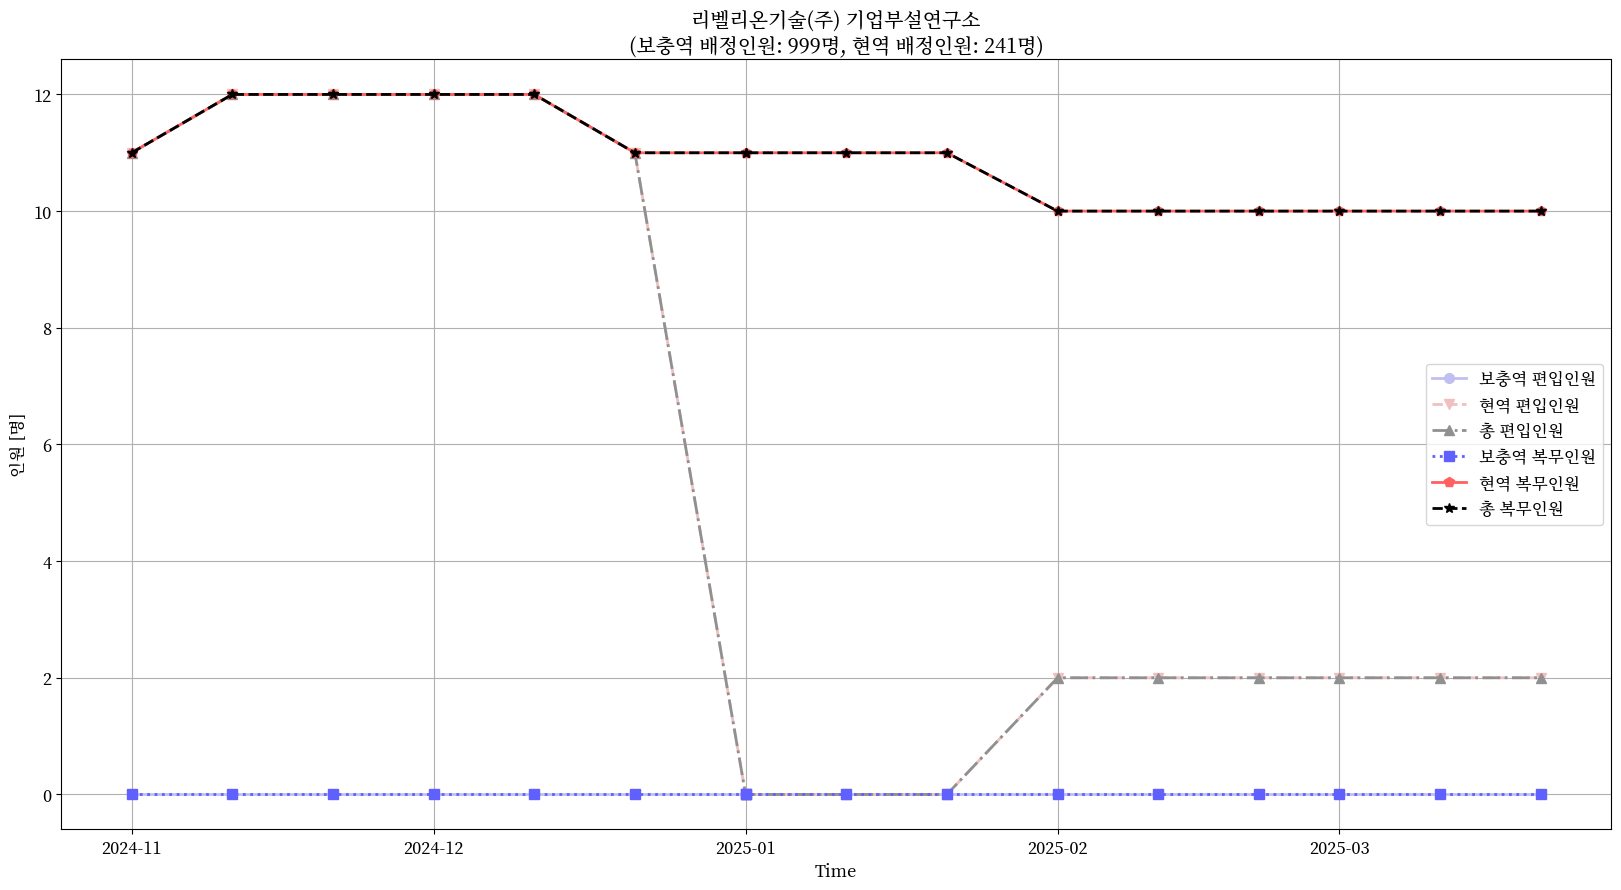 리벨리온기술(주) 기업부설연구소
(보충역 배정인원: 999명, 현역 배정인원: 241명)
12
10
8
6
4
2
0
인원 [명]
보충역 편입인원
현역 편입인원
총 편입인원
보충역 복무인원
현역 복무인원
총 복무인원
2024-11
2024-12
2025-01
2025-02
2025-03
Time